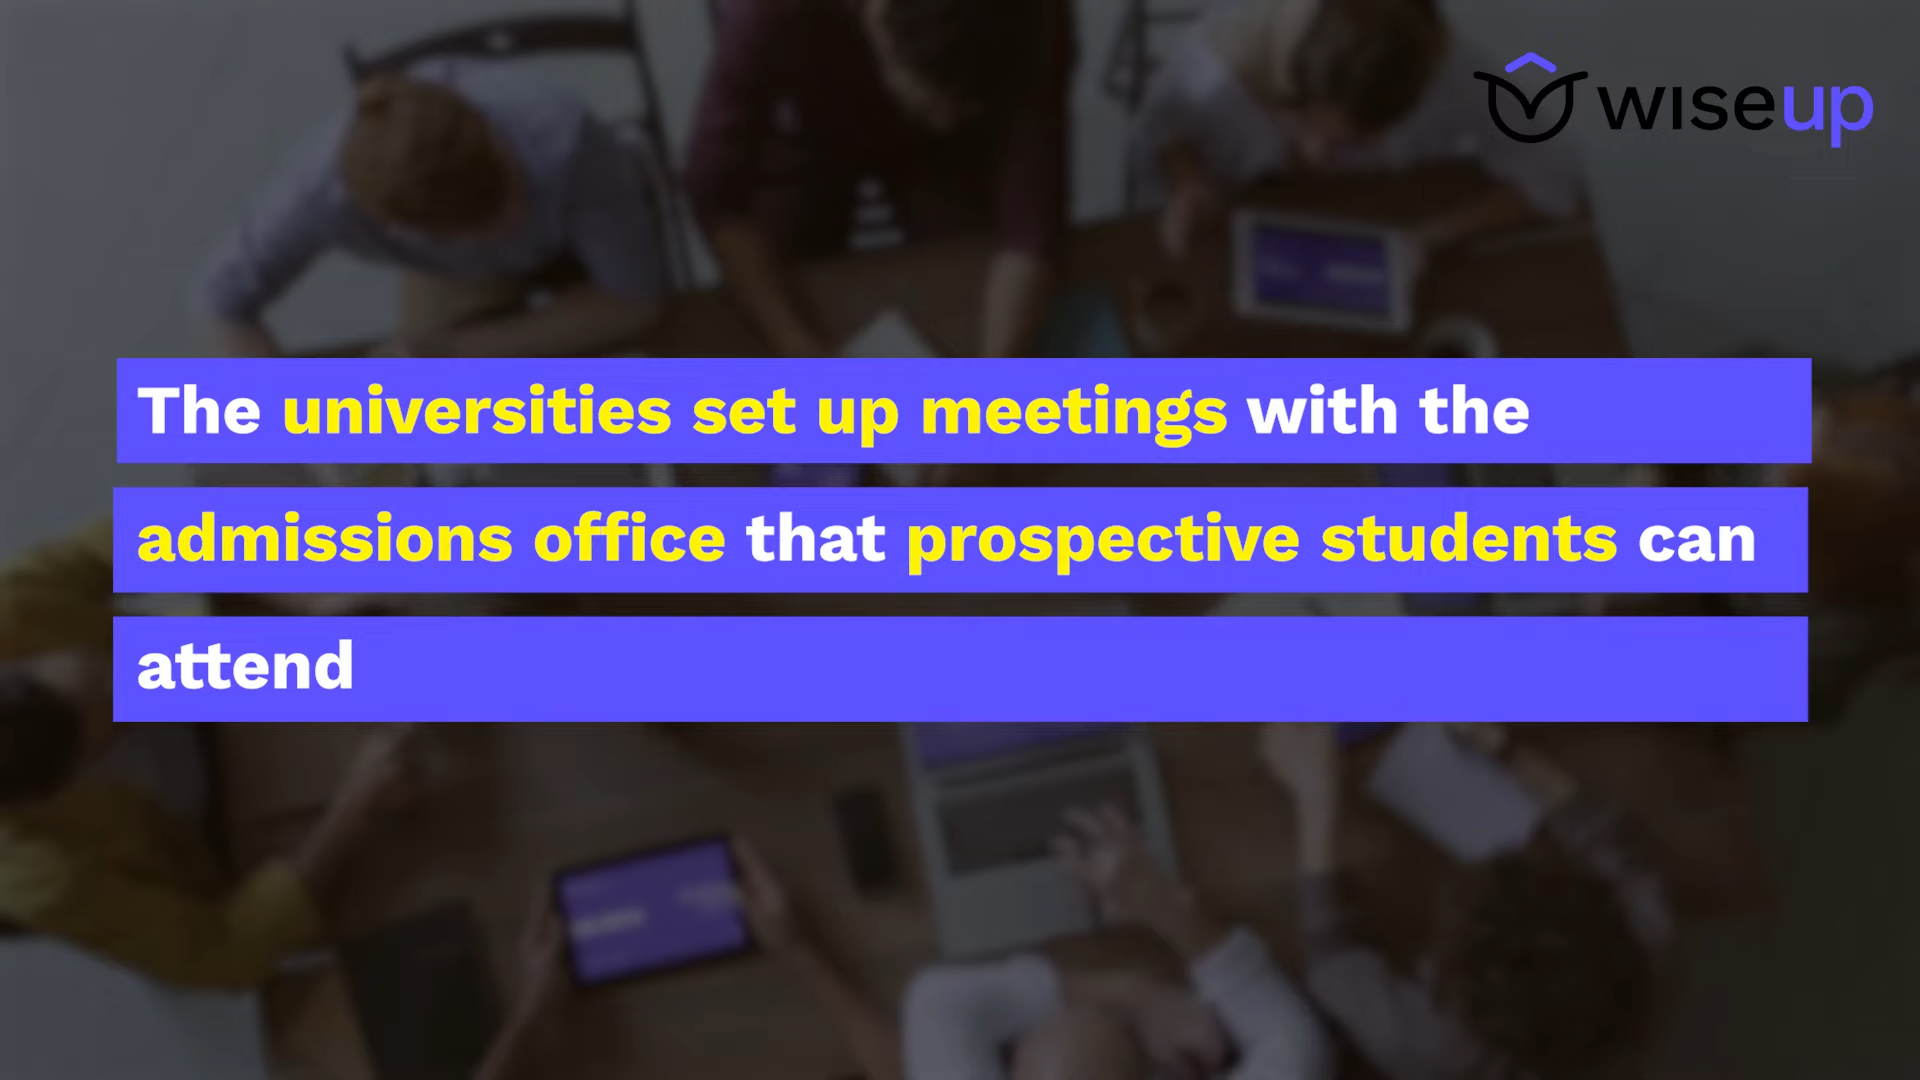 wiseup
The universities set up meetings with the
admissions office that prospective students can
attend